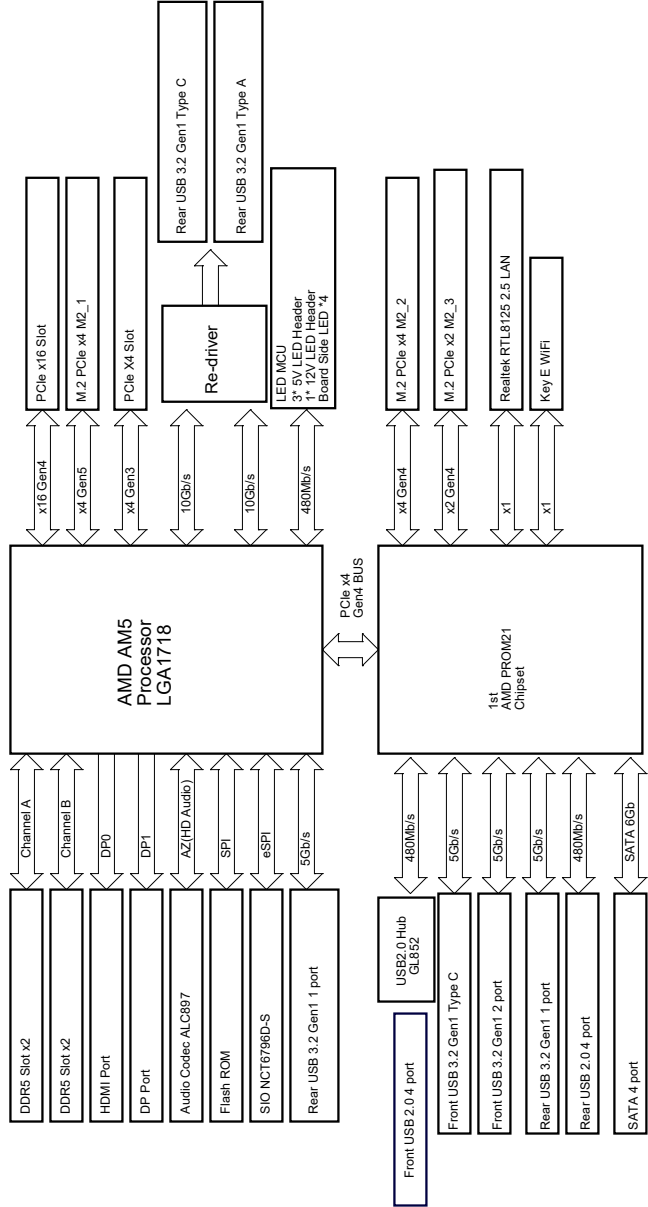 DDR5 Slot x2
Channel A
DDR5 Slot x2
Channel B
HDMI Port
DP0
DP Port
DP1
Audio Codec ALC897
AZ(HD Audio)
Flash ROM
SPI
SIO NCT6796D-S
eSPI
Rear USB 3.2 Gen1 1 port
5Gb/s
AMD AM5
Processor
LGA1718
x16 Gen4
PCIe x16 Slot
x4 Gen5
M.2 PCIe x4 M2_1
x4 Gen3
PCIe X4 Slot
10Gb/s
10Gb/s
Re-driver
Rear USB 3.2 Gen1 Type C
Rear USB 3.2 Gen1 Type A
480Mb/s
LED MCU
3* 5V LED Header
1* 12V LED Header
Board Side LED *4
PCIe x4
Gen4 BUS
Front USB 2.0 4 port
USB2.0 Hub
GL852
480Mb/s
Front USB 3.2 Gen1 Type C
5Gb/s
Front USB 3.2 Gen1 2 port
5Gb/s
Rear USB 3.2 Gen1 1 port
5Gb/s
Rear USB 2.0 4 port
480Mb/s
SATA 4 port
SATA 6Gb
1st
AMD PROM21
Chipset
x4 Gen4
M.2 PCIe x4 M2_2
x2 Gen4
M.2 PCIe x2 M2_3
x1
Realtek RTL8125 2.5 LAN
x1
Key E WiFi